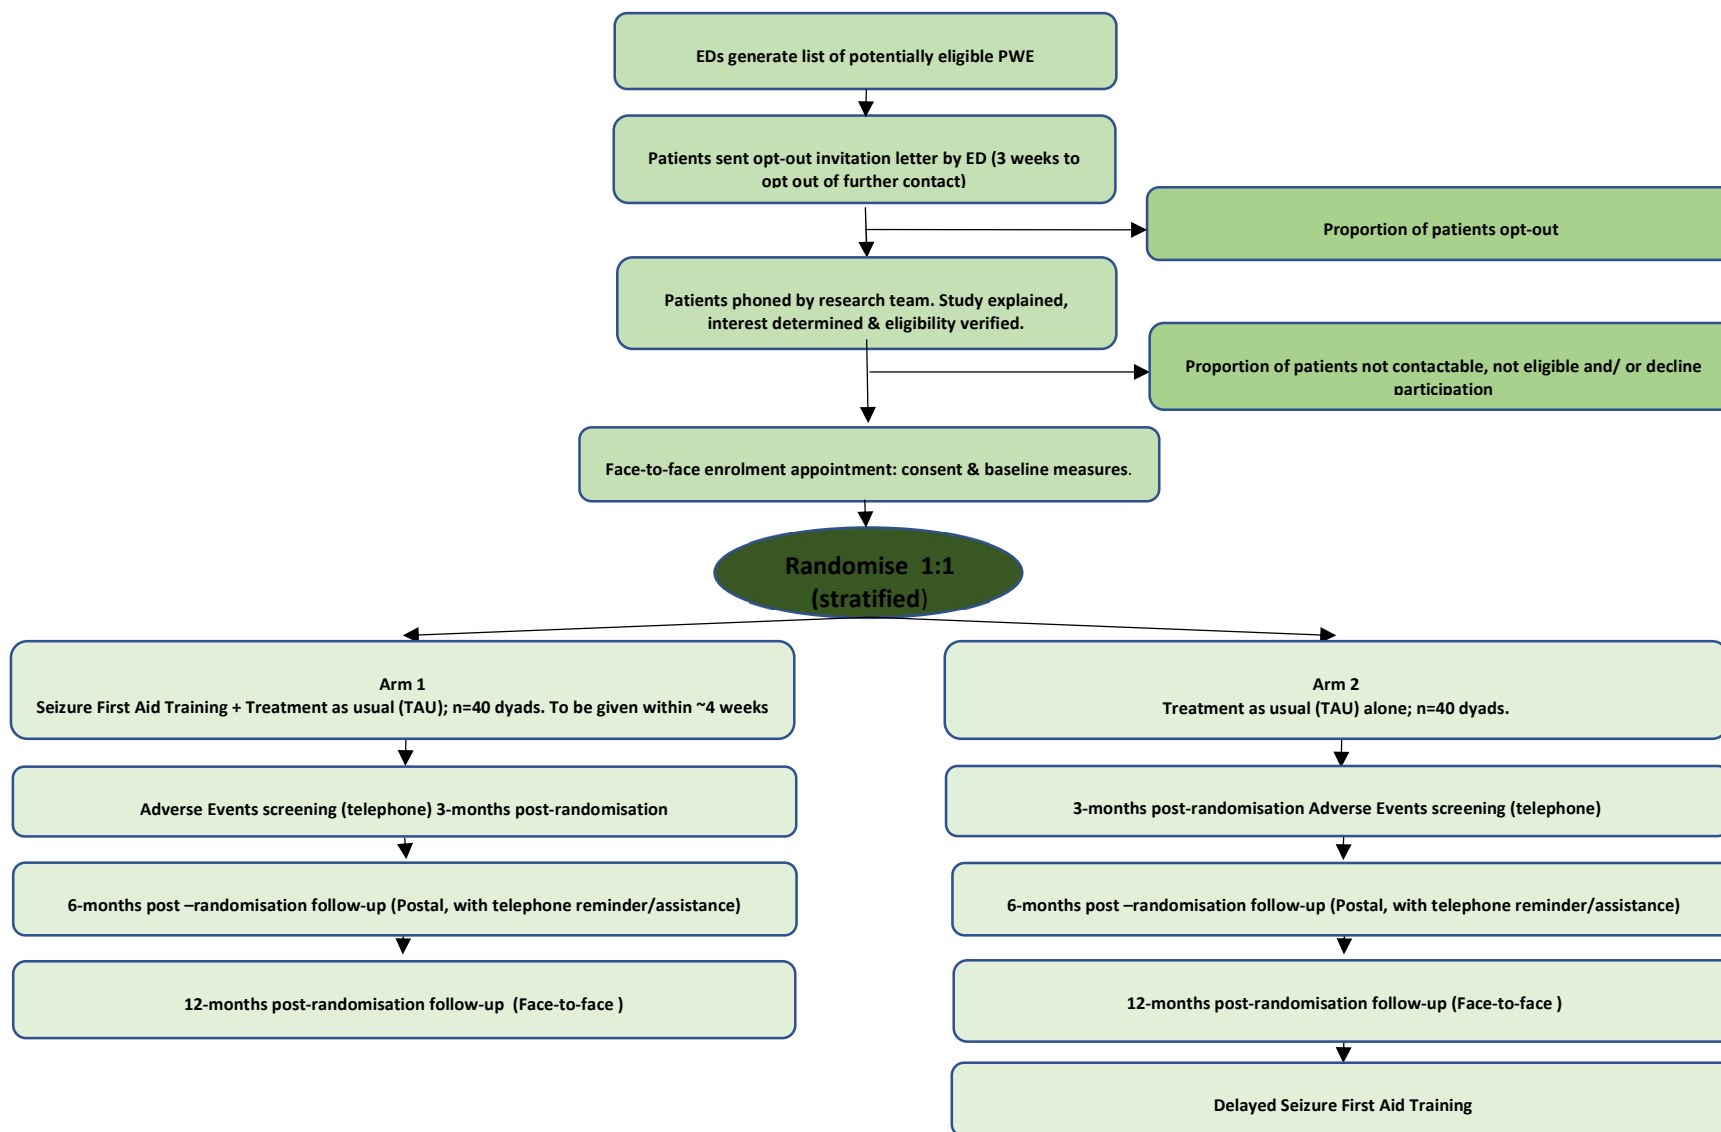 EDs generate list of potentially eligible PWE
Patients sent opt-out invitation letter by ED (3 weeks to
opt out of further contact)
Proportion of patients opt-out
Patients phoned by research team. Study explained,
interest determined & eligibility verified.
Proportion of patients not contactable, not eligible and/ or decline
participation
Face-to-face enrolment appointment: consent & baseline measures.
Randomise 1:1
(stratified)
Arm 1
Seizure First Aid Training + Treatment as usual (TAU); n=40 dyads. To be given within ~4 weeks
Arm 2
Treatment as usual (TAU) alone; n=40 dyads.
Adverse Events screening (telephone) 3-months post-randomisation
3-months post-randomisation Adverse Events screening (telephone)
6-months post –randomisation follow-up (Postal, with telephone reminder/assistance)
6-months post –randomisation follow-up (Postal, with telephone reminder/assistance)
12-months post-randomisation follow-up (Face-to-face )
12-months post-randomisation follow-up (Face-to-face )
Delayed Seizure First Aid Training